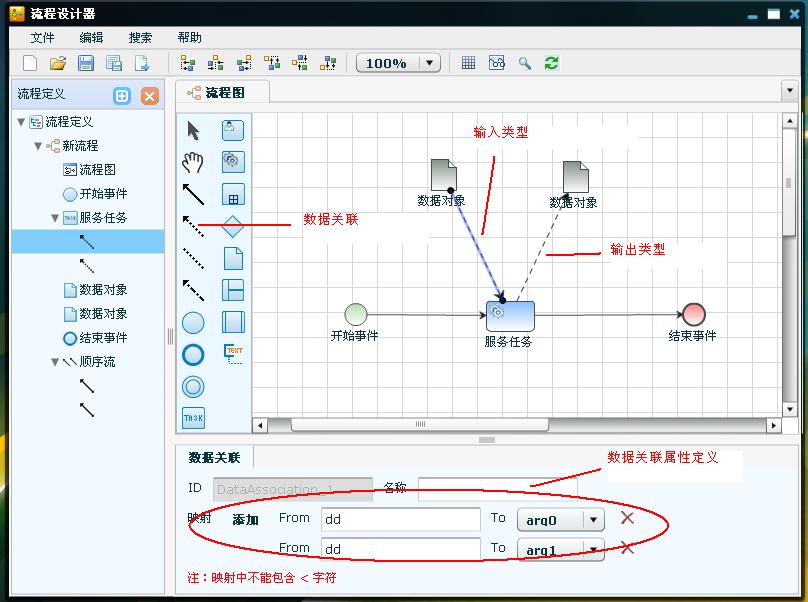 流程设计器
文件 编辑 搜索 帮助
100%
流程定义
流程图
流程定义
新流程
流程图
开始事件
TASK 服务任务
数据对象
数据对象
结束事件
顺序流
TEXT
TASK
输入类型
数据对象
数据对象
数据关联
输出类型
开始事件
服务任务
结束事件
数据关联
数据关联属性定义
ID DataAssociation_1 名称
映射 添加 From dd To arg0
From dd To arg1
注：映射中不能包含 < 字符